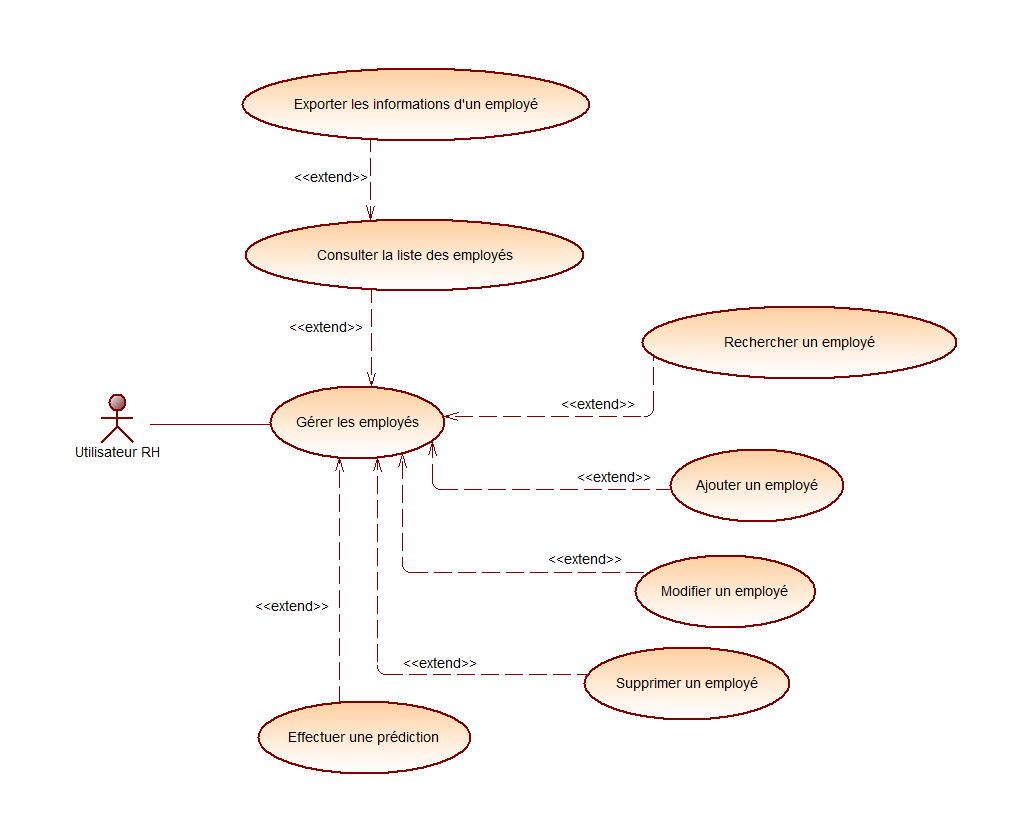 Exporter les informations d'un employé
<<extend>>
Consulter la liste des employés
<<extend>>
Rechercher un employé
<<extend>>
Gérer les employés
Utilisateur RH
<<extend>>
Ajouter un employé
<<extend>>
Modifier un employé
<<extend>>
<<extend>>
Supprimer un employé
Effectuer une prédiction